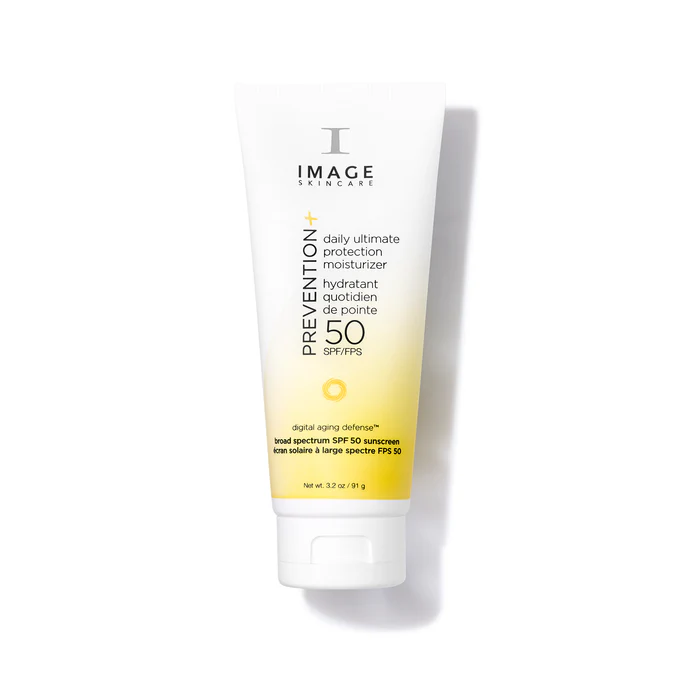 I
IMAGE
SKINCARE
PREVENTION+
daily ultimate
protection
moisturizer
hydratant
quotidien
de pointe
50
SPF/FPS
digital aging defense™
broad spectrum SPF 50 sunscreen
écran solaire à large spectre FPS 50
Net wt. 3.2 oz / 91 g